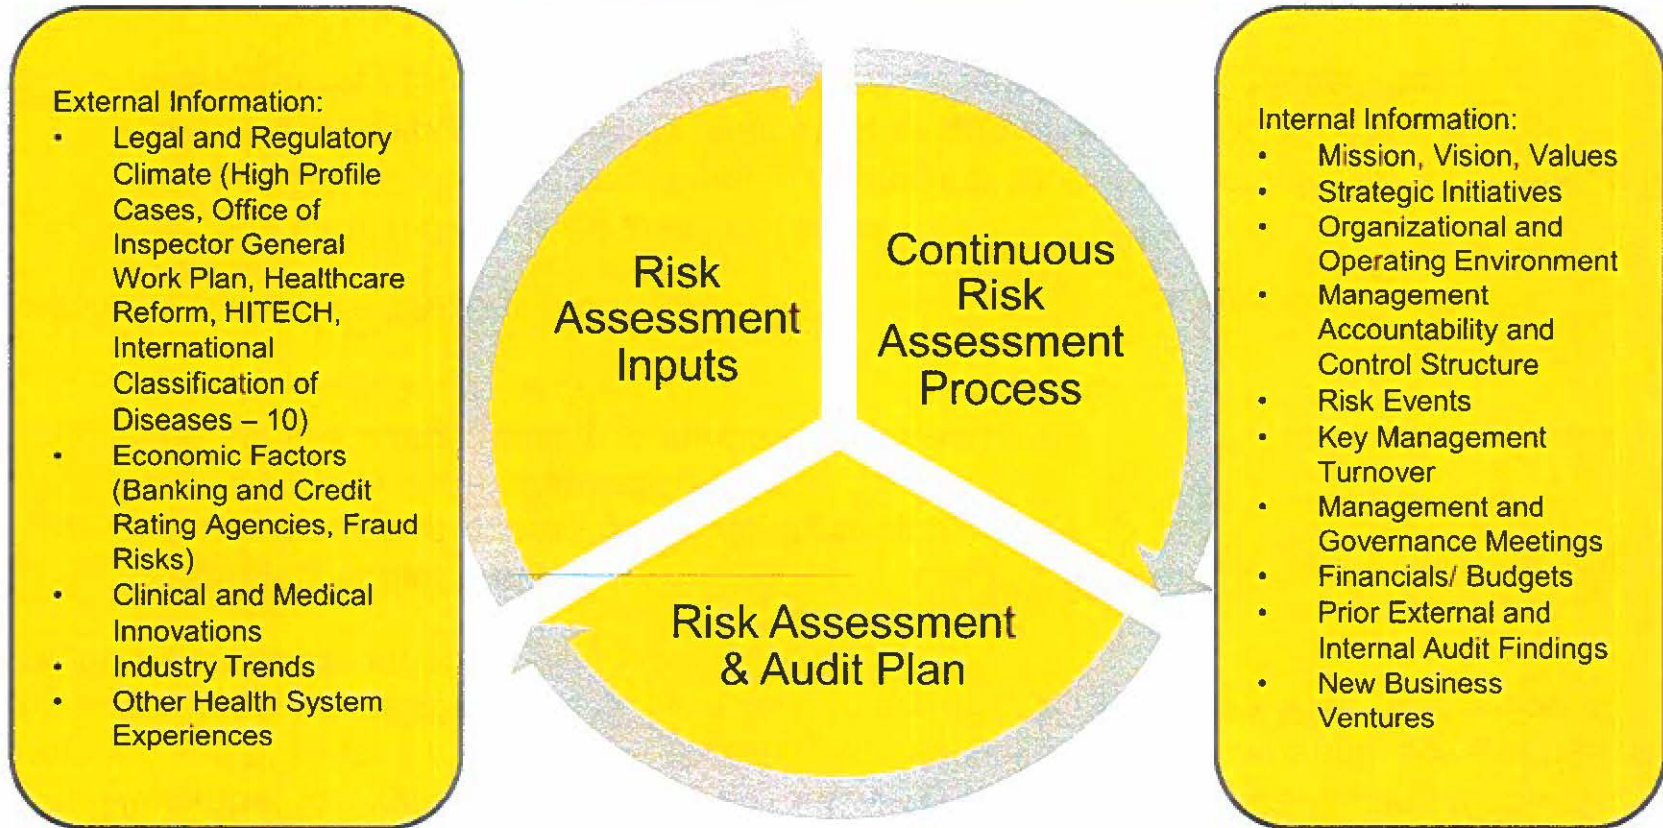 External Information:
• Legal and Regulatory
Climate (High Profile
Cases, Office of
Inspector General
Work Plan, Healthcare
Reform, HITECH,
International
Classification of
Diseases – 10)
• Economic Factors
(Banking and Credit
Rating Agencies, Fraud
Risks)
• Clinical and Medical
Innovations
• Industry Trends
• Other Health System
Experiences
Risk
Assessment
Inputs
Continuous
Risk
Assessment
Process
Risk Assessment
& Audit Plan
Internal Information:
• Mission, Vision, Values
• Strategic Initiatives
• Organizational and
Operating Environment
• Management
Accountability and
Control Structure
• Risk Events
• Key Management
Turnover
• Management and
Governance Meetings
• Financials/ Budgets
• Prior External and
Internal Audit Findings
• New Business
Ventures